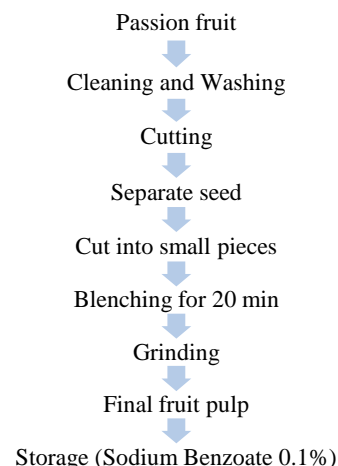 Passion fruit
Cleaning and Washing
Cutting
Separate seed
Cut into small pieces
Blenching for 20 min
Grinding
Final fruit pulp
Storage (Sodium Benzoate 0.1%)